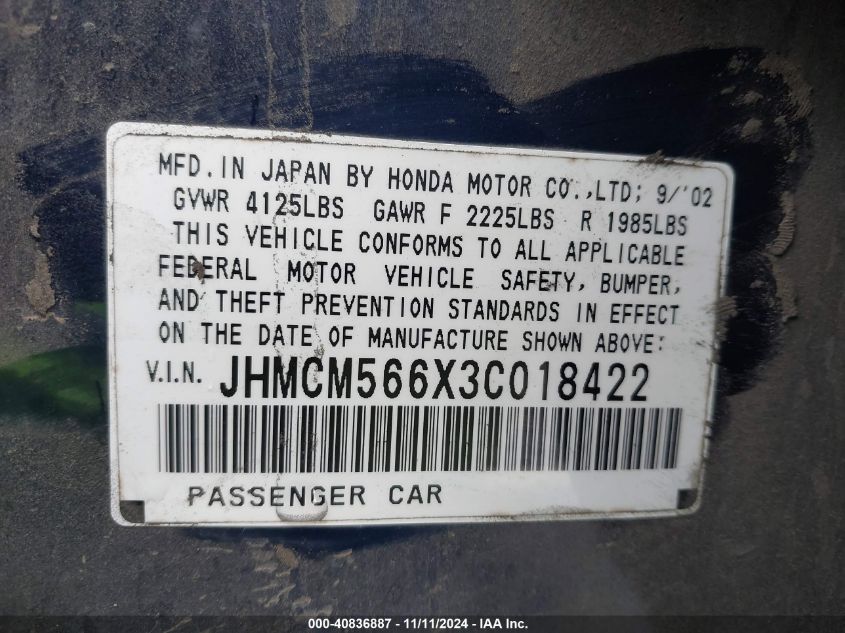 MFD. IN JAPAN BY HONDA MOTOR CO.,LTD; 9/'02
GVWR 4125LBS GAWR F 2225LBS R 1985LBS
THIS VEHICLE CONFORMS TO ALL APPLICABLE
FEDERAL MOTOR VEHICLE SAFETY, BUMPER,
AND THEFT PREVENTION STANDARDS IN EFFECT
ON THE DATE OF MANUFACTURE SHOWN ABOVE:
V.I.N. JHMCM566X3C018422
PASSENGER CAR
000-40836887 - 11/11/2024 - IAA, Inc.